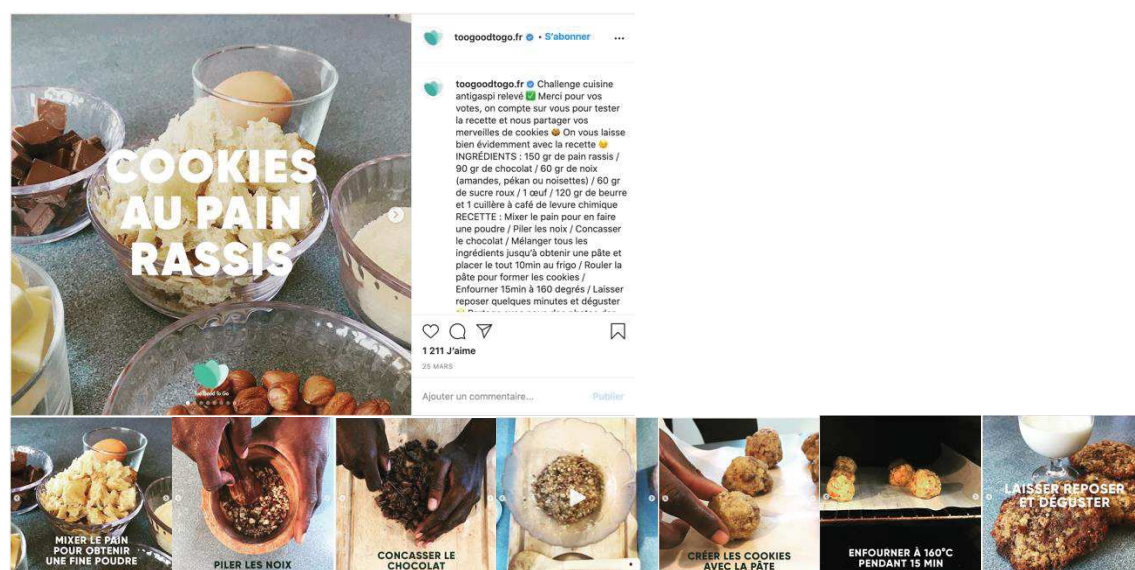 toogoodtogo.fr • S'abonner ...
COOKIES
AU PAIN
RASSIS
Too Good To Go
toogoodtogo.fr Challenge cuisine
antigaspi relevé ✅ Merci pour vos
votes, on compte sur vous pour tester
la recette et nous partager vos
merveilles de cookies 🍪 On vous laisse
bien évidemment avec la recette 😉
INGRÉDIENTS : 150 gr de pain rassis /
90 gr de chocolat / 60 gr de noix
(amandes, pékan ou noisettes) / 60 gr
de sucre roux / 1 œuf / 120 gr de beurre
et 1 cuillère à café de levure chimique
RECETTE : Mixer le pain pour en faire
une poudre / Piler les noix / Concasser
le chocolat / Mélanger tous les
ingrédients jusqu'à obtenir une pâte et
placer le tout 10min au frigo / Rouler la
pâte pour former les cookies /
Enfourner 15min à 160 degrés / Laisser
reposer quelques minutes et déguster
1 211 J'aime
25 MARS
Ajouter un commentaire...
Publier
MIXER LE PAIN
POUR OBTENIR
UNE FINE POUDRE
PILER LES NOIX
CONCASSER LE
CHOCOLAT
CRÉER LES COOKIES
AVEC LA PÂTE
ENFOURNER À 160°C
PENDANT 15 MIN
LAISSER REPOSER
ET DÉGUSTER